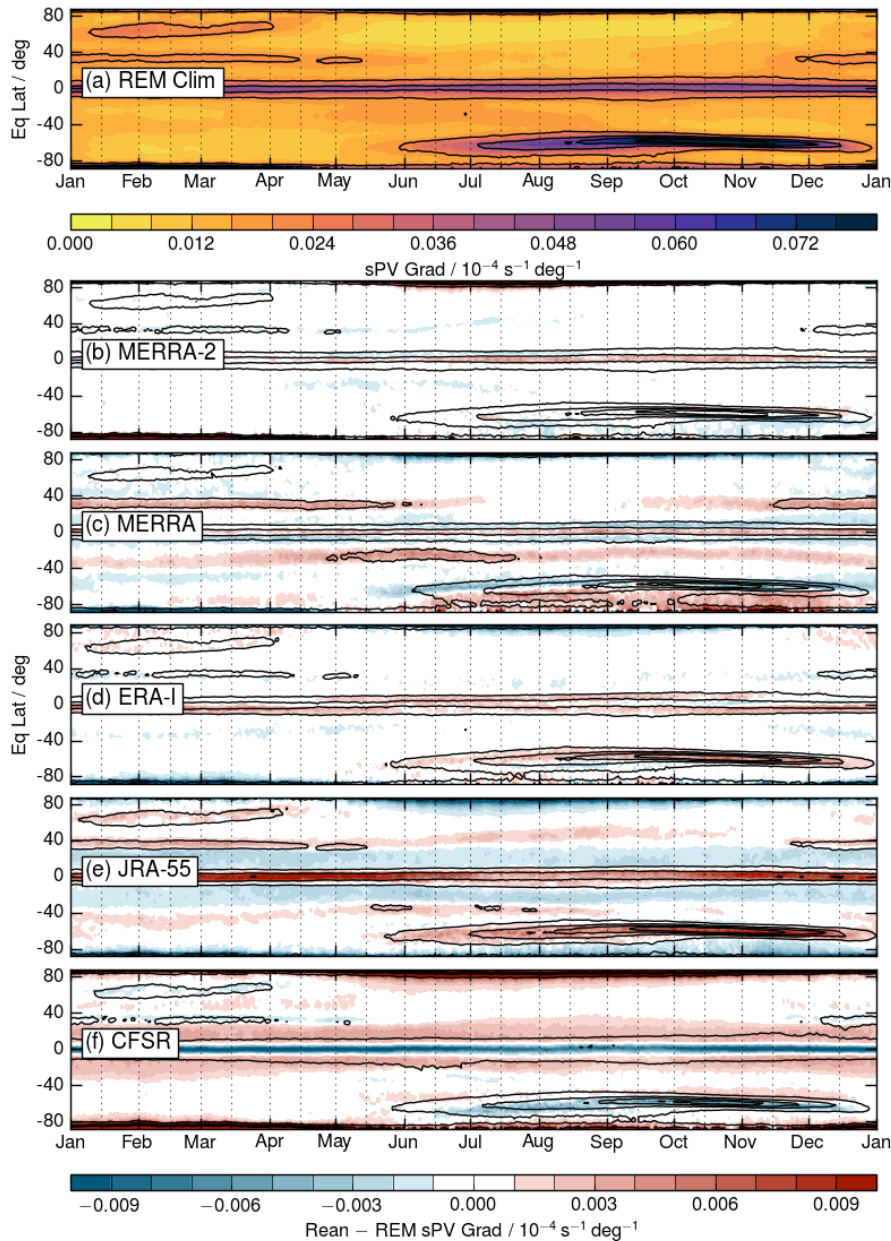 80
40
0
-40
-80
Eq Lat / deg
(a) REM Clim
Jan Feb Mar Apr May Jun Jul Aug Sep Oct Nov Dec Jan
0.000 0.012 0.024 0.036 0.048 0.060 0.072
sPV Grad / 10⁻⁴ s⁻¹ deg⁻¹
80
40
0
-40
-80
(b) MERRA-2
80
40
0
-40
-80
(c) MERRA
80
40
0
-40
-80
Eq Lat / deg
(d) ERA-I
80
40
0
-40
-80
(e) JRA-55
80
40
0
-40
-80
(f) CFSR
Jan Feb Mar Apr May Jun Jul Aug Sep Oct Nov Dec Jan
−0.009 −0.006 −0.003 0.000 0.003 0.006 0.009
Rean − REM sPV Grad / 10⁻⁴ s⁻¹ deg⁻¹